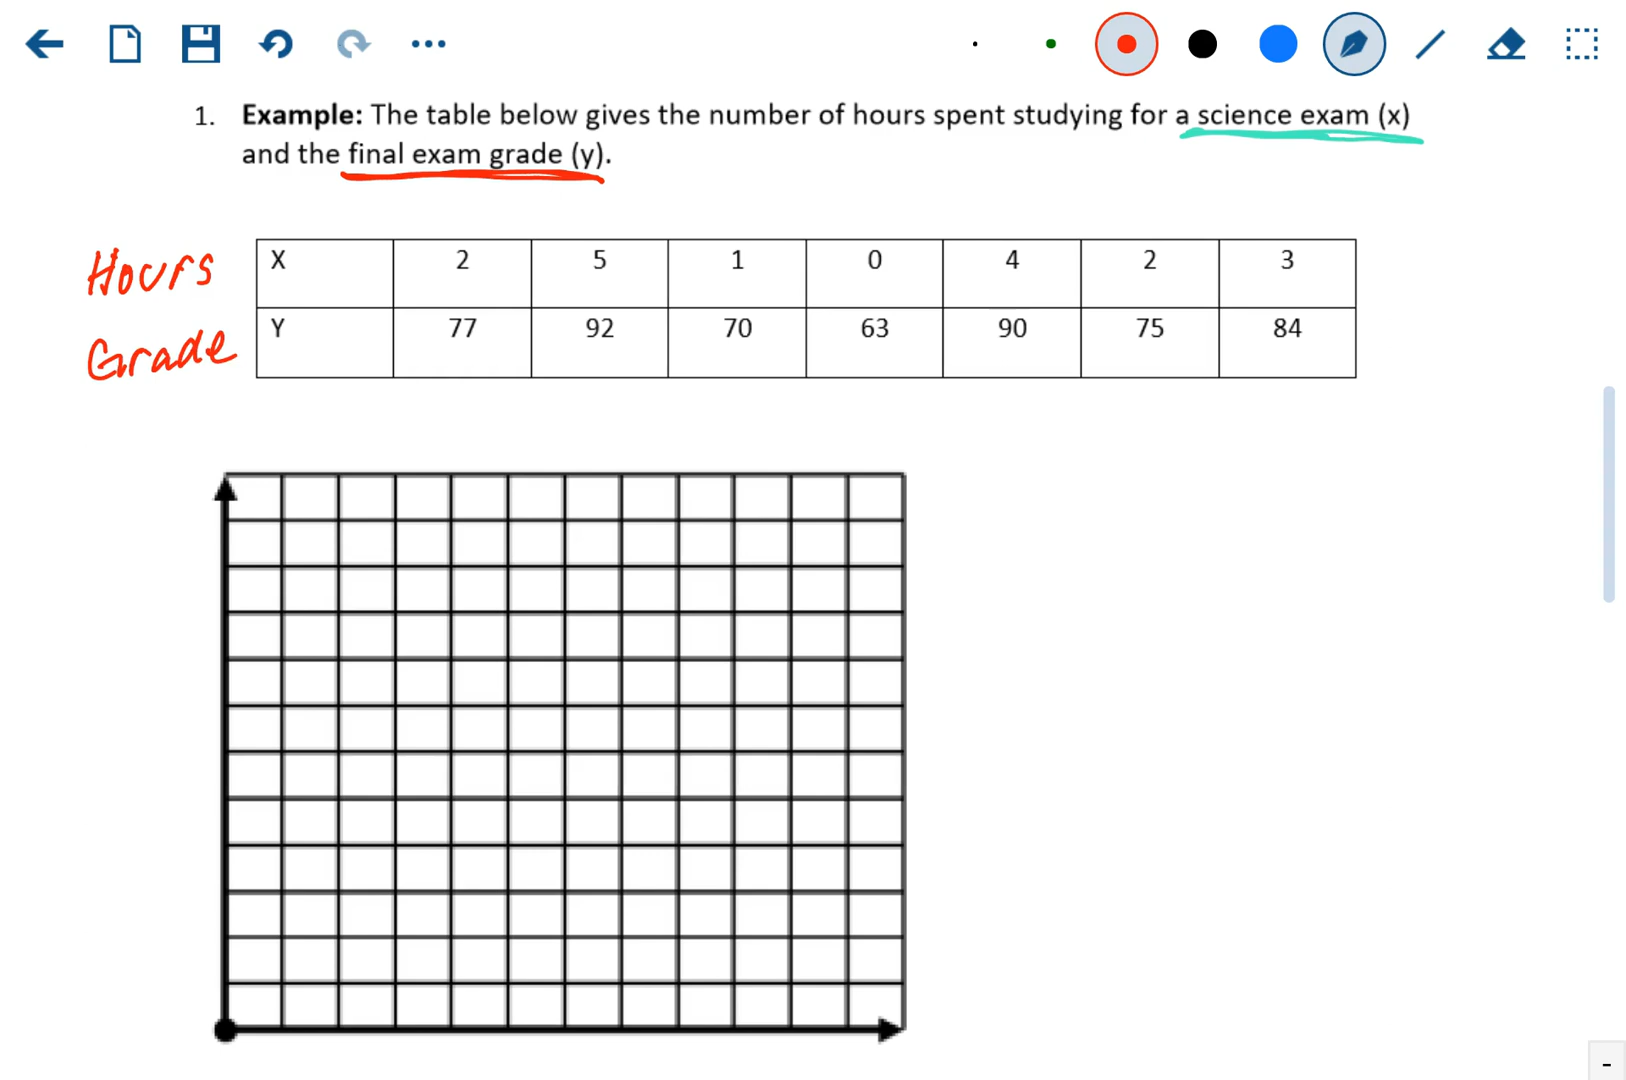 1. Example: The table below gives the number of hours spent studying for a science exam (x)
and the final exam grade (y).
Hours X 2 5 1 0 4 2 3
Grade Y 77 92 70 63 90 75 84